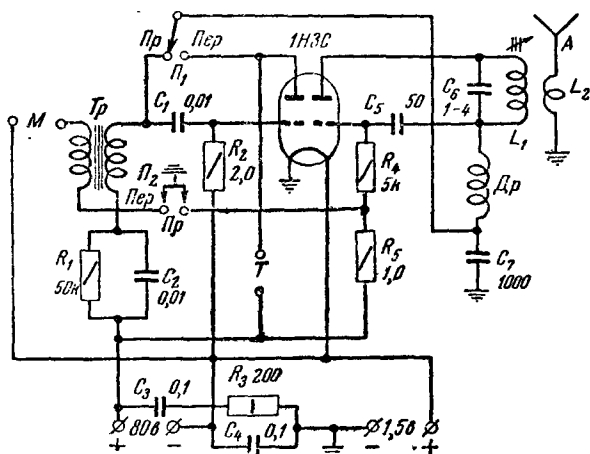 Пр
Пер
П₁
1Н3С
А
М
Тр
C₁ 0,01
C₅ 50
C₆ 1-4
L₁
L₂
П₂
Пер
Пр
R₂ 2,0
R₄ 5к
Др
R₁ 50к
C₂ 0,01
Т
R₅ 1,0
C₇ 1000
C₃ 0,1
R₃ 200
C₄ 0,1
+ 80в -
- 1,5в +